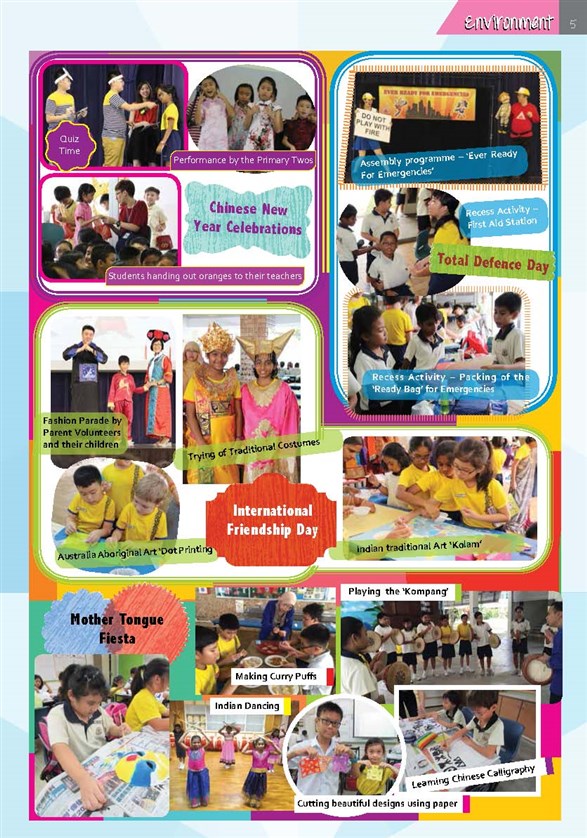 Environment 5
Quiz
Time
Performance by the Primary Twos
Chinese New
Year Celebrations
Students handing out oranges to their teachers
EVER READY FOR EMERGENCIES
DO NOT
PLAY WITH
FIRE
Assembly programme – ‘Ever Ready
For Emergencies’
Recess Activity –
First Aid Station
Total Defence Day
Recess Activity – Packing of the
‘Ready Bag’ for Emergencies
Fashion Parade by
Parent Volunteers
and their children
Trying of Traditional Costumes
Australia Aboriginal Art ‘Dot Printing
International
Friendship Day
Indian traditional Art ‘Kolam’
Mother Tongue
Fiesta
Making Curry Puffs
Playing the ‘Kompang’
Indian Dancing
Cutting beautiful designs using paper
Learning Chinese Calligraphy